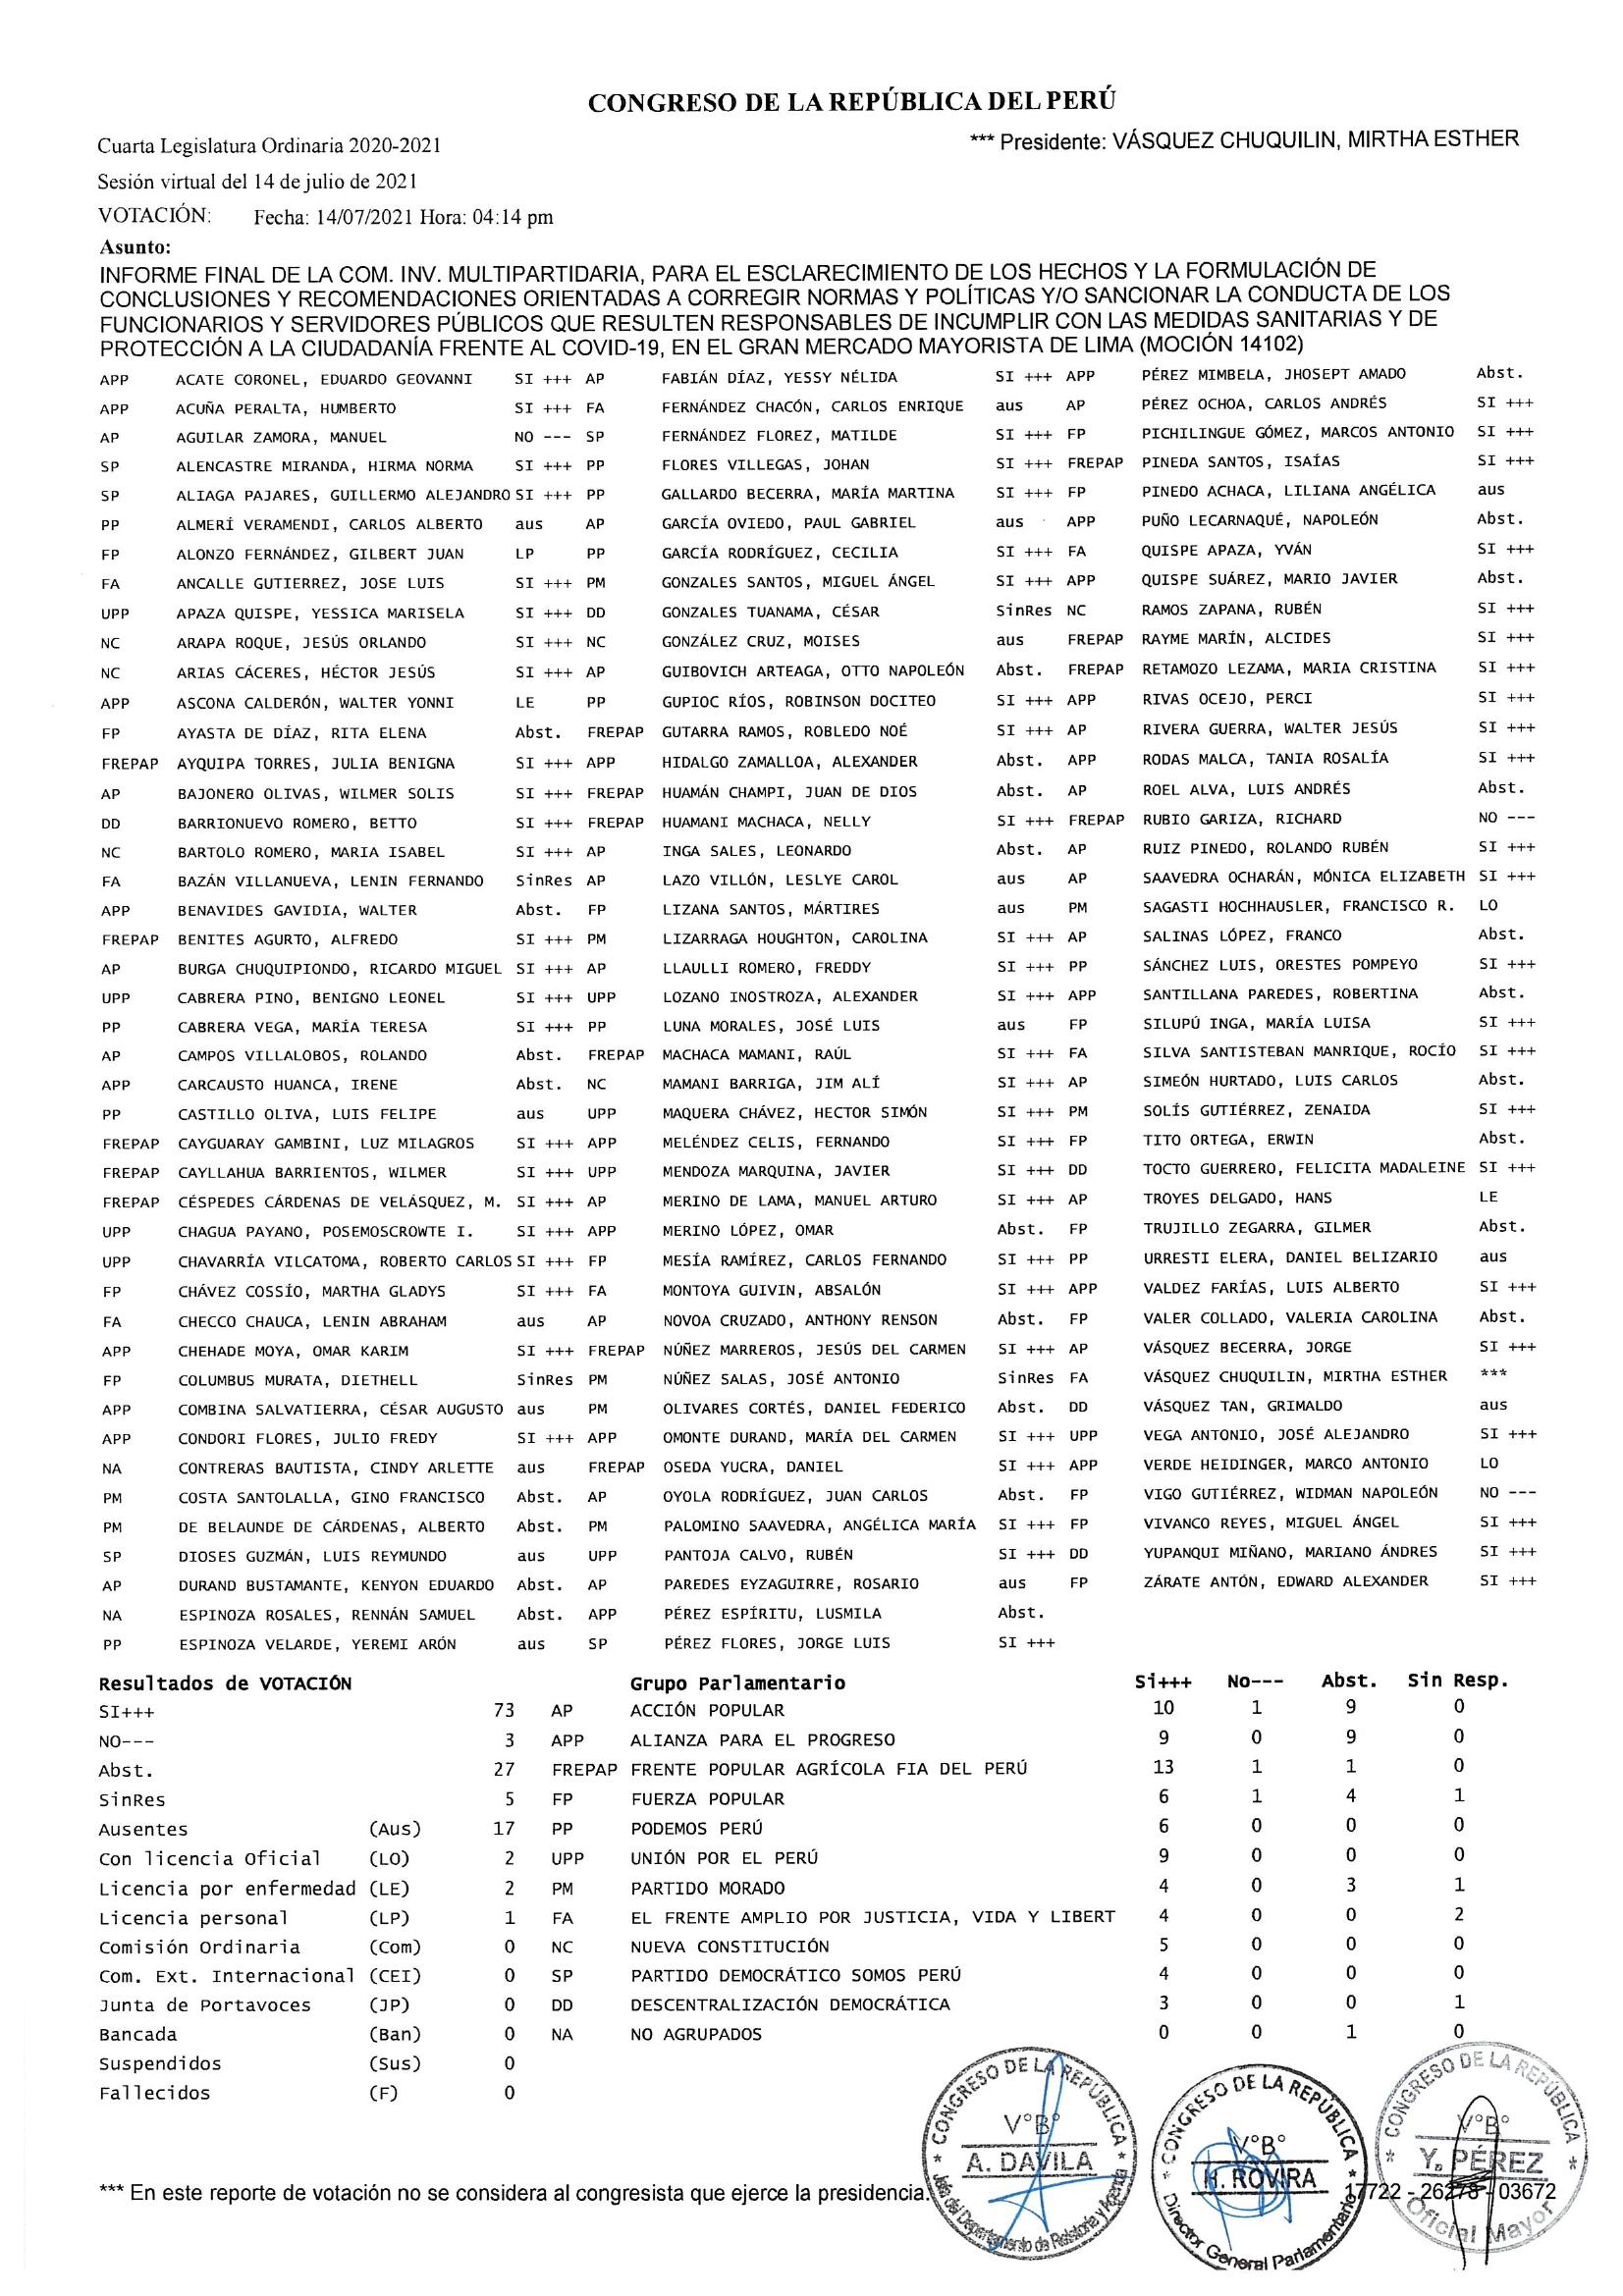 CONGRESO DE LA REPÚBLICA DEL PERÚ
Cuarta Legislatura Ordinaria 2020-2021 *** Presidente: VÁSQUEZ CHUQUILIN, MIRTHA ESTHER
Sesión virtual del 14 de julio de 2021
VOTACIÓN: Fecha: 14/07/2021 Hora: 04:14 pm
Asunto:
INFORME FINAL DE LA COM. INV. MULTIPARTIDARIA, PARA EL ESCLARECIMIENTO DE LOS HECHOS Y LA FORMULACIÓN DE
CONCLUSIONES Y RECOMENDACIONES ORIENTADAS A CORREGIR NORMAS Y POLÍTICAS Y/O SANCIONAR LA CONDUCTA DE LOS
FUNCIONARIOS Y SERVIDORES PÚBLICOS QUE RESULTEN RESPONSABLES DE INCUMPLIR CON LAS MEDIDAS SANITARIAS Y DE
PROTECCIÓN A LA CIUDADANÍA FRENTE AL COVID-19, EN EL GRAN MERCADO MAYORISTA DE LIMA (MOCIÓN 14102)
APP ACATE CORONEL, EDUARDO GEOVANNI SI +++ AP FABIÁN DÍAZ, YESSY NÉLIDA SI +++ APP PÉREZ MIMBELA, JHOSEPT AMADO Abst.
APP ACUÑA PERALTA, HUMBERTO SI +++ FA FERNÁNDEZ CHACÓN, CARLOS ENRIQUE aus AP PÉREZ OCHOA, CARLOS ANDRÉS SI +++
AP AGUILAR ZAMORA, MANUEL NO --- SP FERNÁNDEZ FLOREZ, MATILDE SI +++ FP PICHILINGUE GÓMEZ, MARCOS ANTONIO SI +++
SP ALENCASTRE MIRANDA, HIRMA NORMA SI +++ PP FLORES VILLEGAS, JOHAN SI +++ FREPAP PINEDA SANTOS, ISAÍAS SI +++
SP ALIAGA PAJARES, GUILLERMO ALEJANDRO SI +++ PP GALLARDO BECERRA, MARÍA MARTINA SI +++ FP PINEDO ACHACA, LILIANA ANGÉLICA aus
PP ALMERÍ VERAMENDI, CARLOS ALBERTO aus AP GARCÍA OVIEDO, PAUL GABRIEL aus APP PUÑO LECARNAQUÉ, NAPOLEÓN Abst.
FP ALONZO FERNÁNDEZ, GILBERT JUAN LP PP GARCÍA RODRÍGUEZ, CECILIA SI +++ FA QUISPE APAZA, YVÁN SI +++
FA ANCALLE GUTIERREZ, JOSE LUIS SI +++ PM GONZALES SANTOS, MIGUEL ÁNGEL SI +++ APP QUISPE SUÁREZ, MARIO JAVIER Abst.
UPP APAZA QUISPE, YESSICA MARISELA SI +++ DD GONZALES TUANAMA, CÉSAR SinRes NC RAMOS ZAPANA, RUBÉN SI +++
NC ARAPA ROQUE, JESÚS ORLANDO SI +++ NC GONZÁLEZ CRUZ, MOISES aus FREPAP RAYME MARÍN, ALCIDES SI +++
NC ARIAS CÁCERES, HÉCTOR JESÚS SI +++ AP GUIBOVICH ARTEAGA, OTTO NAPOLEÓN Abst. FREPAP RETAMOZO LEZAMA, MARIA CRISTINA SI +++
APP ASCONA CALDERÓN, WALTER YONNI LE PP GUPIOC RÍOS, ROBINSON DOCITEO SI +++ APP RIVAS OCEJO, PERCI SI +++
FP AYASTA DE DÍAZ, RITA ELENA Abst. FREPAP GUTARRA RAMOS, ROBLEDO NOÉ SI +++ AP RIVERA GUERRA, WALTER JESÚS SI +++
FREPAP AYQUIPA TORRES, JULIA BENIGNA SI +++ APP HIDALGO ZAMALLOA, ALEXANDER Abst. APP RODAS MALCA, TANIA ROSALÍA SI +++
AP BAJONERO OLIVAS, WILMER SOLIS SI +++ FREPAP HUAMÁN CHAMPI, JUAN DE DIOS Abst. AP ROEL ALVA, LUIS ANDRÉS Abst.
DD BARRIONUEVO ROMERO, BETTO SI +++ FREPAP HUAMANI MACHACA, NELLY SI +++ FREPAP RUBIO GARIZA, RICHARD NO ---
NC BARTOLO ROMERO, MARIA ISABEL SI +++ AP INGA SALES, LEONARDO Abst. AP RUIZ PINEDO, ROLANDO RUBÉN SI +++
FA BAZÁN VILLANUEVA, LENIN FERNANDO SinRes AP LAZO VILLÓN, LESLYE CAROL aus AP SAAVEDRA OCHARÁN, MÓNICA ELIZABETH SI +++
APP BENAVIDES GAVIDIA, WALTER Abst. FP LIZANA SANTOS, MÁRTIRES aus PM SAGASTI HOCHHAUSLER, FRANCISCO R. LO
FREPAP BENITES AGURTO, ALFREDO SI +++ PM LIZARRAGA HOUGHTON, CAROLINA SI +++ AP SALINAS LÓPEZ, FRANCO Abst.
AP BURGA CHUQUIPIONDO, RICARDO MIGUEL SI +++ AP LLAULLI ROMERO, FREDDY SI +++ PP SÁNCHEZ LUIS, ORESTES POMPEYO SI +++
UPP CABRERA PINO, BENIGNO LEONEL SI +++ UPP LOZANO INOSTROZA, ALEXANDER SI +++ APP SANTILLANA PAREDES, ROBERTINA Abst.
PP CABRERA VEGA, MARÍA TERESA SI +++ PP LUNA MORALES, JOSÉ LUIS aus FP SILUPÚ INGA, MARÍA LUISA SI +++
AP CAMPOS VILLALOBOS, ROLANDO Abst. FREPAP MACHACA MAMANI, RAÚL SI +++ FA SILVA SANTISTEBAN MANRIQUE, ROCÍO SI +++
APP CARCAUSTO HUANCA, IRENE Abst. NC MAMANI BARRIGA, JIM ALÍ SI +++ AP SIMEÓN HURTADO, LUIS CARLOS Abst.
PP CASTILLO OLIVA, LUIS FELIPE aus UPP MAQUERA CHÁVEZ, HECTOR SIMÓN SI +++ PM SOLÍS GUTIÉRREZ, ZENAIDA SI +++
FREPAP CAYGUARAY GAMBINI, LUZ MILAGROS SI +++ APP MELÉNDEZ CELIS, FERNANDO SI +++ FP TITO ORTEGA, ERWIN Abst.
FREPAP CAYLLAHUA BARRIENTOS, WILMER SI +++ UPP MENDOZA MARQUINA, JAVIER SI +++ DD TOCTO GUERRERO, FELICITA MADALEINE SI +++
FREPAP CÉSPEDES CÁRDENAS DE VELÁSQUEZ, M. SI +++ AP MERINO DE LAMA, MANUEL ARTURO SI +++ AP TROYES DELGADO, HANS LE
UPP CHAGUA PAYANO, POSEMOSCROWTE I. SI +++ APP MERINO LÓPEZ, OMAR Abst. FP TRUJILLO ZEGARRA, GILMER Abst.
UPP CHAVARRÍA VILCATOMA, ROBERTO CARLOS SI +++ FP MESÍA RAMÍREZ, CARLOS FERNANDO SI +++ PP URRESTI ELERA, DANIEL BELIZARIO aus
FP CHÁVEZ COSSÍO, MARTHA GLADYS SI +++ FA MONTOYA GUIVIN, ABSALÓN SI +++ APP VALDEZ FARÍAS, LUIS ALBERTO SI +++
FA CHECCO CHAUCA, LENIN ABRAHAM aus AP NOVOA CRUZADO, ANTHONY RENSON Abst. FP VALER COLLADO, VALERIA CAROLINA Abst.
APP CHEHADE MOYA, OMAR KARIM SI +++ FREPAP NÚÑEZ MARREROS, JESÚS DEL CARMEN SI +++ AP VÁSQUEZ BECERRA, JORGE SI +++
FP COLUMBUS MURATA, DIETHELL SinRes PM NÚÑEZ SALAS, JOSÉ ANTONIO SinRes FA VÁSQUEZ CHUQUILIN, MIRTHA ESTHER ***
APP COMBINA SALVATIERRA, CÉSAR AUGUSTO aus PM OLIVARES CORTÉS, DANIEL FEDERICO Abst. DD VÁSQUEZ TAN, GRIMALDO aus
APP CONDORI FLORES, JULIO FREDY SI +++ APP OMONTE DURAND, MARÍA DEL CARMEN SI +++ UPP VEGA ANTONIO, JOSÉ ALEJANDRO SI +++
NA CONTRERAS BAUTISTA, CINDY ARLETTE aus FREPAP OSEDA YUCRA, DANIEL SI +++ APP VERDE HEIDINGER, MARCO ANTONIO LO
PM COSTA SANTOLALLA, GINO FRANCISCO Abst. AP OYOLA RODRÍGUEZ, JUAN CARLOS Abst. FP VIGO GUTIÉRREZ, WIDMAN NAPOLEÓN NO ---
PM DE BELAUNDE DE CÁRDENAS, ALBERTO Abst. PM PALOMINO SAAVEDRA, ANGÉLICA MARÍA SI +++ FP VIVANCO REYES, MIGUEL ÁNGEL SI +++
SP DIOSES GUZMÁN, LUIS REYMUNDO aus UPP PANTOJA CALVO, RUBÉN SI +++ DD YUPANQUI MIÑANO, MARIANO ÁNDRES SI +++
AP DURAND BUSTAMANTE, KENYON EDUARDO Abst. AP PAREDES EYZAGUIRRE, ROSARIO aus FP ZÁRATE ANTÓN, EDWARD ALEXANDER SI +++
NA ESPINOZA ROSALES, RENNÁN SAMUEL Abst. APP PÉREZ ESPÍRITU, LUSMILA Abst.
PP ESPINOZA VELARDE, YEREMI ARÓN aus SP PÉREZ FLORES, JORGE LUIS SI +++
Resultados de VOTACIÓN Grupo Parlamentario Si+++ No--- Abst. Sin Resp.
SI+++ 73 AP ACCIÓN POPULAR 10 1 9 0
NO--- 3 APP ALIANZA PARA EL PROGRESO 9 0 9 0
Abst. 27 FREPAP FRENTE POPULAR AGRÍCOLA FIA DEL PERÚ 13 1 1 0
SinRes 5 FP FUERZA POPULAR 6 1 4 1
Ausentes (Aus) 17 PP PODEMOS PERÚ 6 0 0 0
Con licencia Oficial (LO) 2 UPP UNIÓN POR EL PERÚ 9 0 0 0
Licencia por enfermedad (LE) 2 PM PARTIDO MORADO 4 0 3 1
Licencia personal (LP) 1 FA EL FRENTE AMPLIO POR JUSTICIA, VIDA Y LIBERT 4 0 0 2
Comisión Ordinaria (Com) 0 NC NUEVA CONSTITUCIÓN 5 0 0 0
Com. Ext. Internacional (CEI) 0 SP PARTIDO DEMOCRÁTICO SOMOS PERÚ 4 0 0 0
Junta de Portavoces (JP) 0 DD DESCENTRALIZACIÓN DEMOCRÁTICA 3 0 0 1
Bancada (Ban) 0 NA NO AGRUPADOS 0 0 1 0
Suspendidos (Sus) 0
Fallecidos (F) 0
CONGRESO DE LA REPÚBLICA
V°B°
A. DAVILA
Jefe del Departamento de Relatoría y Agenda
CONGRESO DE LA REPÚBLICA
V°B°
H. ROVIRA
Director General Parlamentario
CONGRESO DE LA REPÚBLICA
V°B°
Y. PÉREZ
Oficial Mayor
*** En este reporte de votación no se considera al congresista que ejerce la presidencia. 17722 - 26278 - 03672